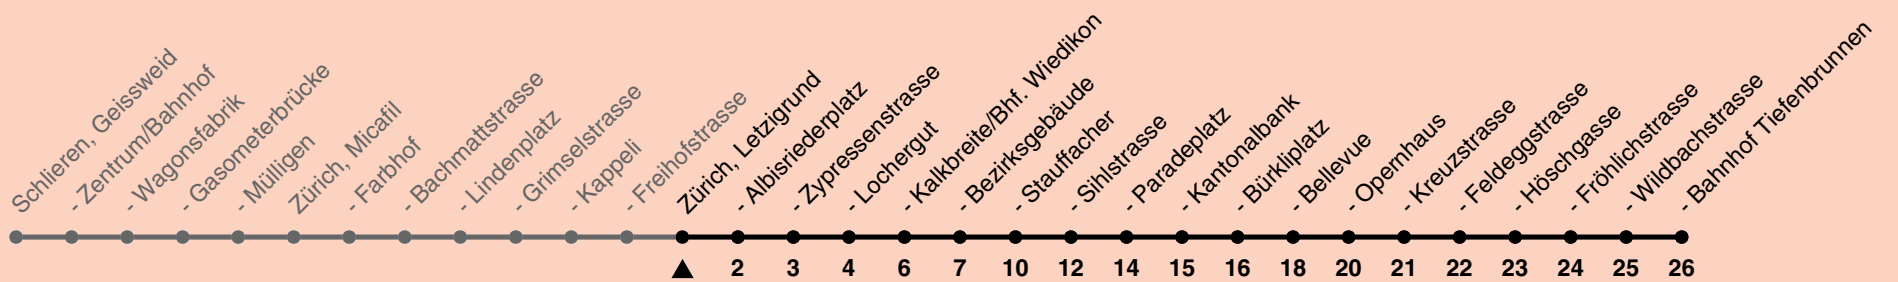 Schlieren, Geissweid
- Zentrum/Bahnhof
- Wagonsfabrik
- Gasometerbrücke
- Mülligen
Zürich, Micafil
- Farbhof
- Bachmattstrasse
- Lindenplatz
- Grimselstrasse
- Kappeli
- Freihofstrasse
Zürich, Letzigrund
- Albisriederplatz
- Zypressenstrasse
- Lochergut
- Kalkbreite/Bhf. Wiedikon
- Bezirksgebäude
- Stauffacher
- Sihlstrasse
- Paradeplatz
- Kantonalbank
- Bürkliplatz
- Bellevue
- Opernhaus
- Kreuzstrasse
- Feldeggstrasse
- Höschgasse
- Fröhlichstrasse
- Wildbachstrasse
- Bahnhof Tiefenbrunnen
2 3 4 6 7 10 12 14 15 16 18 20 21 22 23 24 25 26